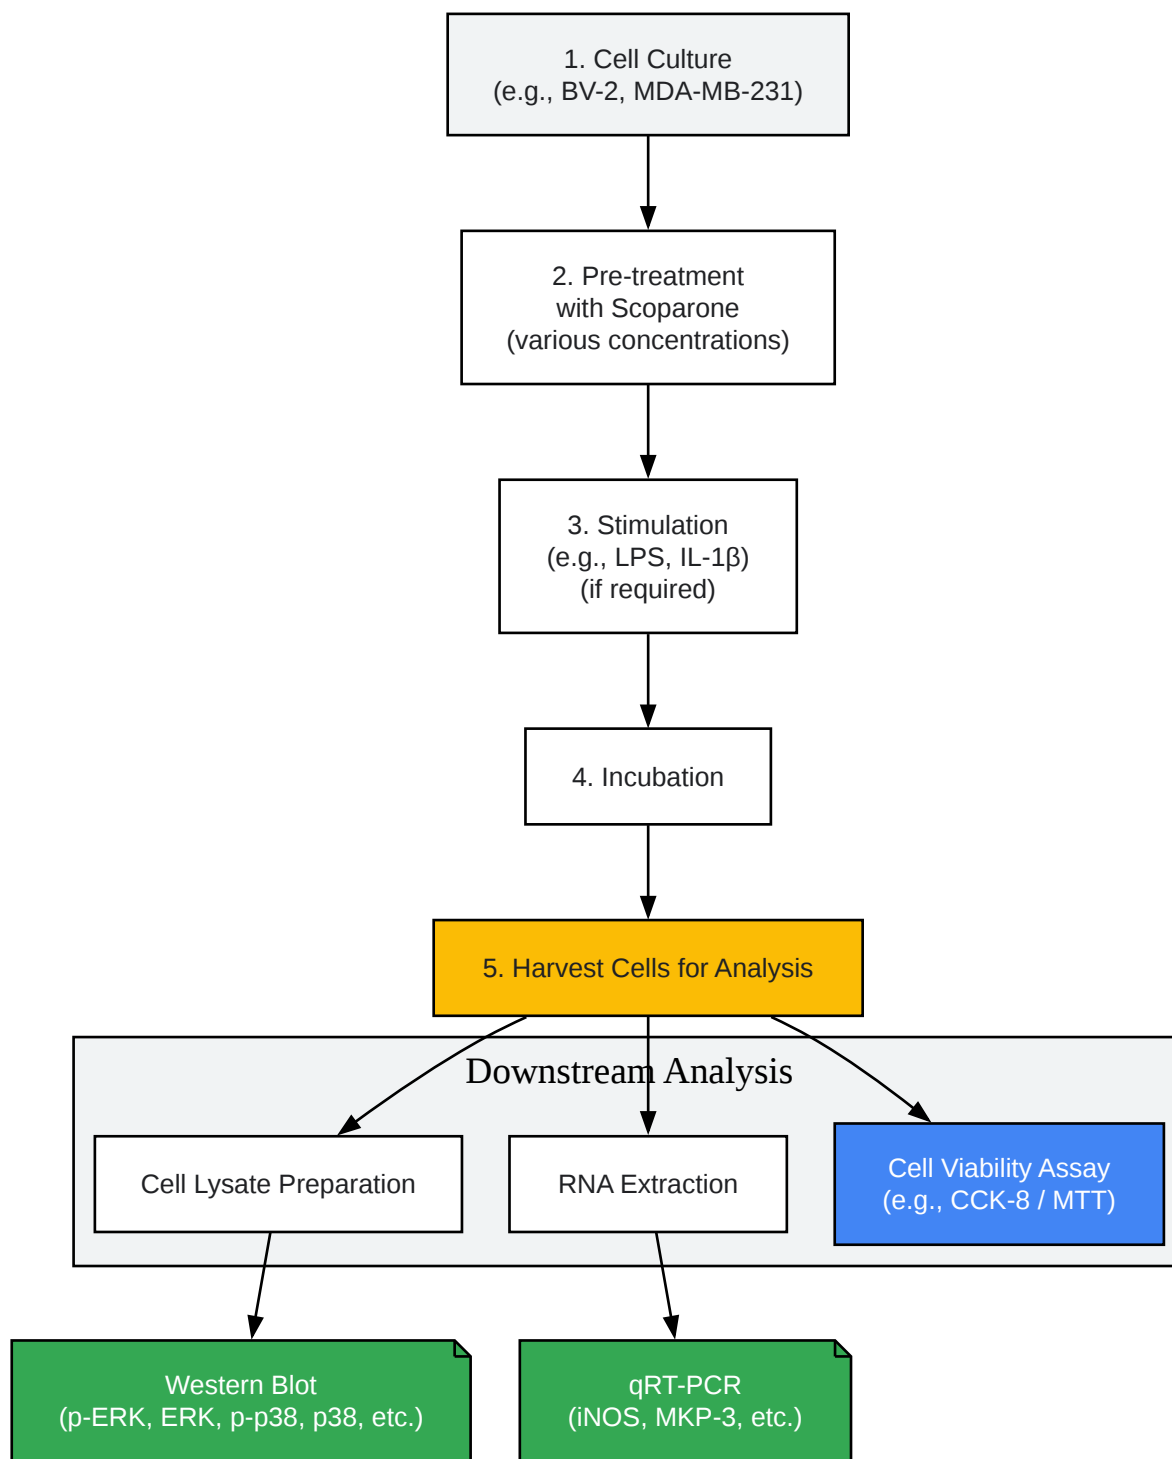 1. Cell Culture
(e.g., BV-2, MDA-MB-231)
2. Pre-treatment
with Scoparone
(various concentrations)
3. Stimulation
(e.g., LPS, IL-1β)
(if required)
4. Incubation
5. Harvest Cells for Analysis
Downstream Analysis
Cell Lysate Preparation
RNA Extraction
Cell Viability Assay
(e.g., CCK-8 / MTT)
Western Blot
(p-ERK, ERK, p-p38, p38, etc.)
qRT-PCR
(iNOS, MKP-3, etc.)